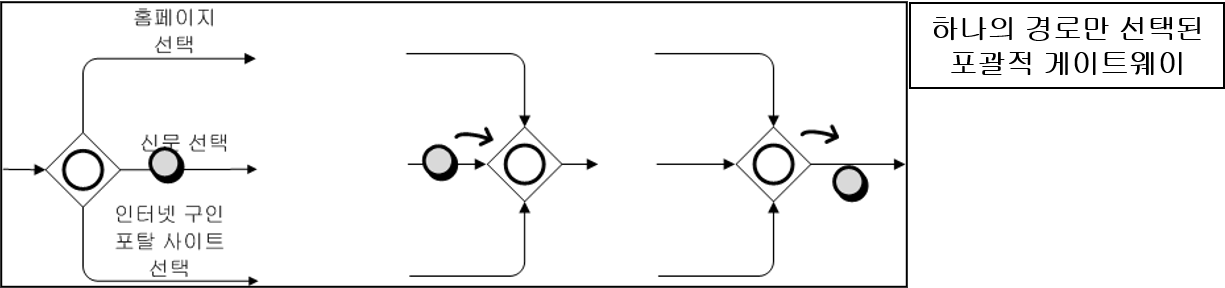 홈페이지
선택
신문 선택
인터넷 구인
포탈 사이트
선택
하나의 경로만 선택된
포괄적 게이트웨이